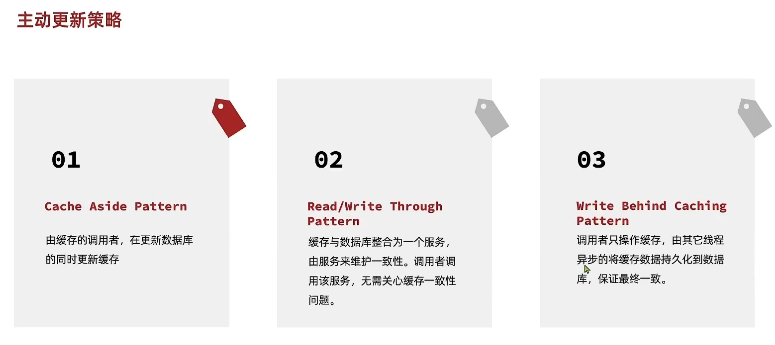 主动更新策略
01
Cache Aside Pattern
由缓存的调用者，在更新数据库
的同时更新缓存
02
Read/Write Through
Pattern
缓存与数据库整合为一个服务，
由服务来维护一致性。调用者调
用该服务，无需关心缓存一致性
问题。
03
Write Behind Caching
Pattern
调用者只操作缓存，由其它线程
异步的将缓存数据持久化到数据
库，保证最终一致。